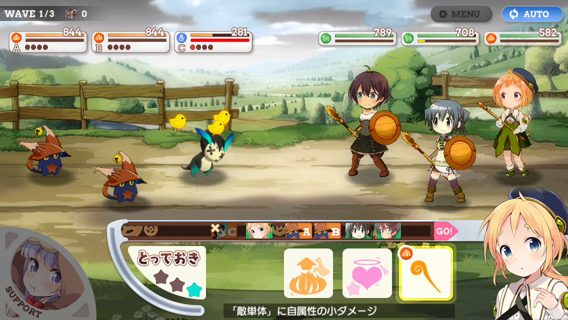 WAVE 1/3 0
MENU
AUTO
844 844 281
A B C
789 708 582
C A B GO!
とっておき
SUPPORT
「敵単体」に自属性の小ダメージ